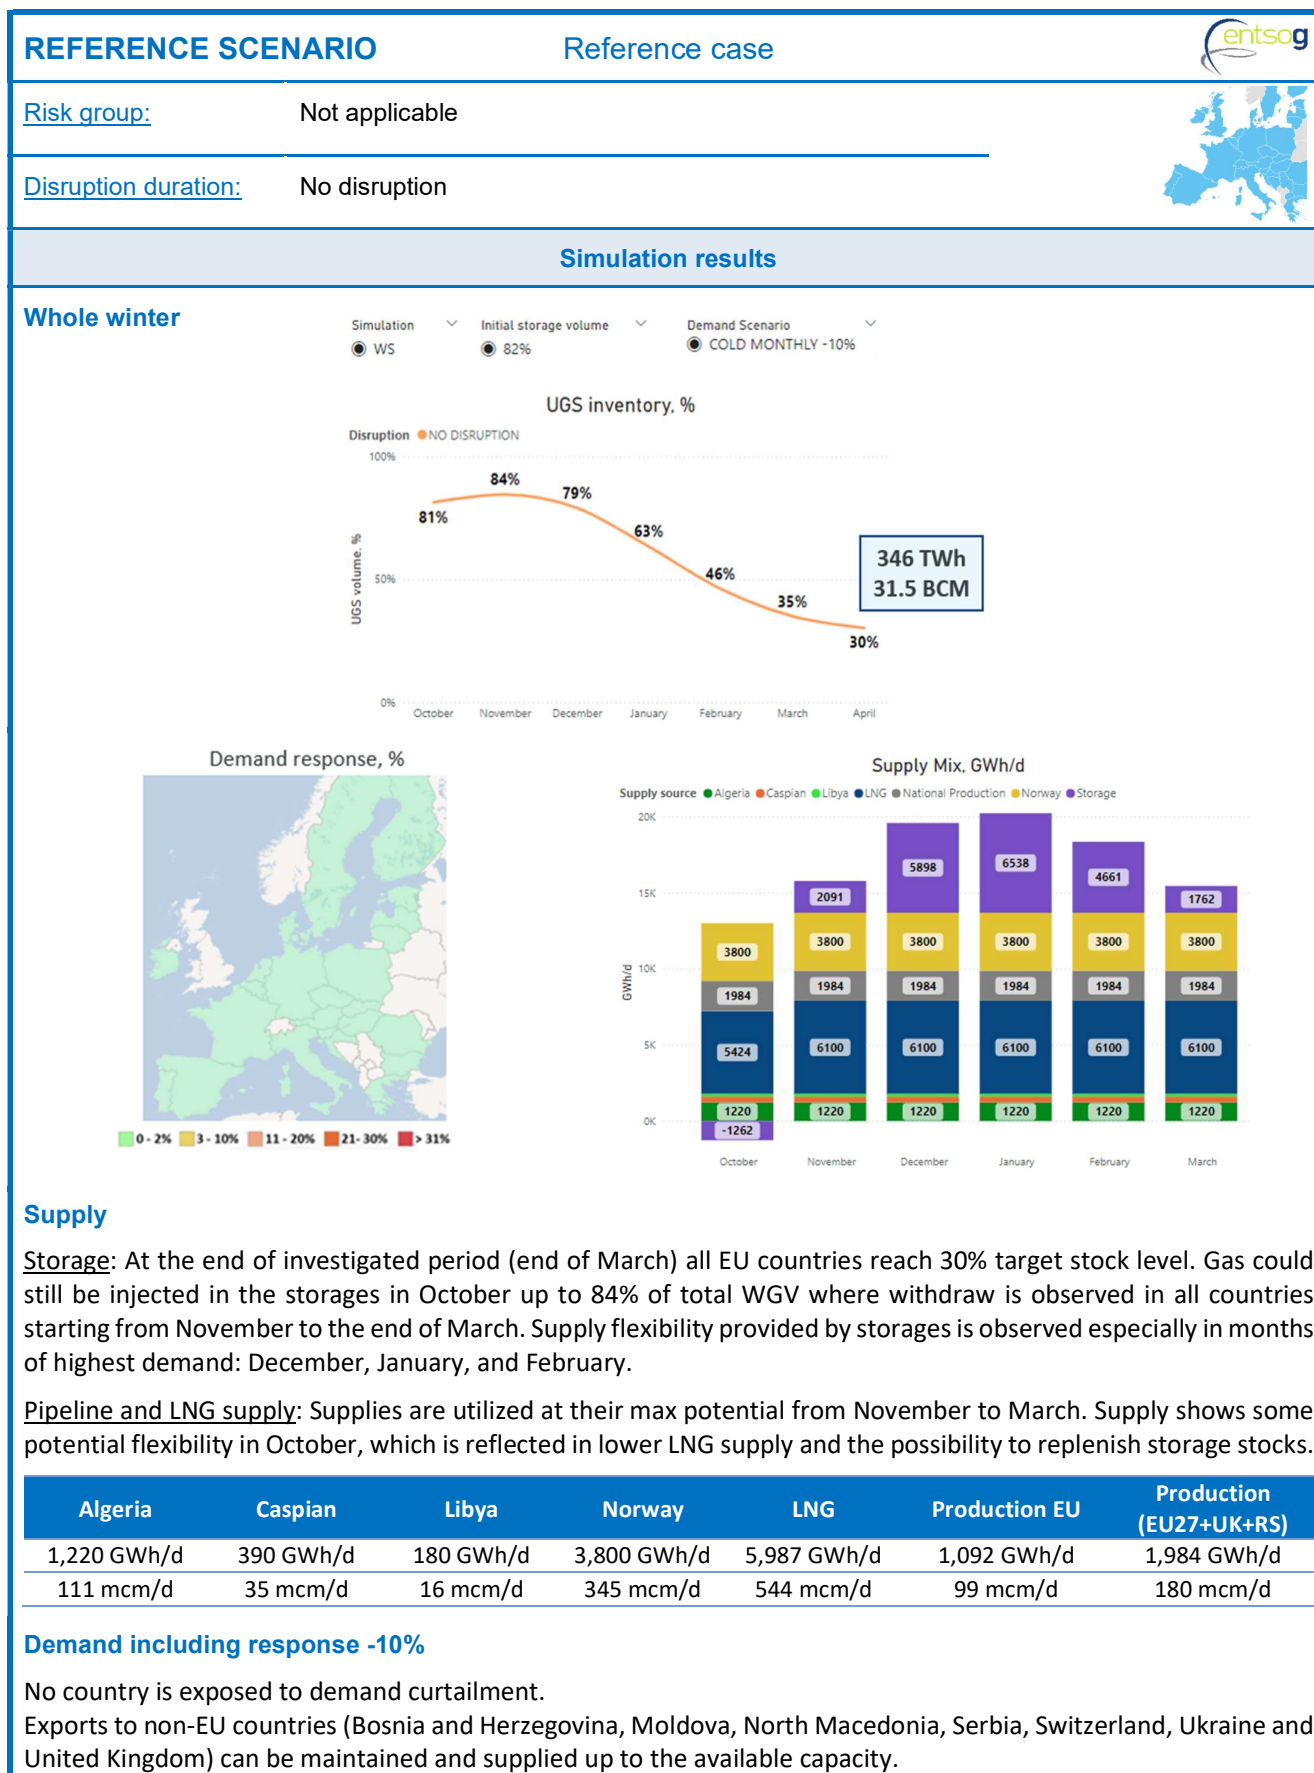 REFERENCE SCENARIO Reference case
entsog
Risk group: Not applicable
Disruption duration: No disruption
Simulation results
Whole winter
Simulation Initial storage volume Demand Scenario
WS 82% COLD MONTHLY -10%
UGS inventory, %
Disruption NO DISRUPTION
100%
50%
0%
UGS volume. %
81%
84%
79%
63%
46%
35%
30%
346 TWh
31.5 BCM
October November December January February March April
Demand response, %
0 - 2% 3 - 10% 11 - 20% 21- 30% > 31%
Supply Mix, GWh/d
Supply source Algeria Caspian Libya LNG National Production Norway Storage
20K
15K
10K
5K
0K
GWh/d
3800
1984
5424
1220
-1262
2091
3800
1984
6100
1220
5898
3800
1984
6100
1220
6538
3800
1984
6100
1220
4661
3800
1984
6100
1220
1762
3800
1984
6100
1220
October November December January February March
Supply
Storage: At the end of investigated period (end of March) all EU countries reach 30% target stock level. Gas could
still be injected in the storages in October up to 84% of total WGV where withdraw is observed in all countries
starting from November to the end of March. Supply flexibility provided by storages is observed especially in months
of highest demand: December, January, and February.
Pipeline and LNG supply: Supplies are utilized at their max potential from November to March. Supply shows some
potential flexibility in October, which is reflected in lower LNG supply and the possibility to replenish storage stocks.
Algeria Caspian Libya Norway LNG Production EU Production
(EU27+UK+RS)
1,220 GWh/d 390 GWh/d 180 GWh/d 3,800 GWh/d 5,987 GWh/d 1,092 GWh/d 1,984 GWh/d
111 mcm/d 35 mcm/d 16 mcm/d 345 mcm/d 544 mcm/d 99 mcm/d 180 mcm/d
Demand including response -10%
No country is exposed to demand curtailment.
Exports to non-EU countries (Bosnia and Herzegovina, Moldova, North Macedonia, Serbia, Switzerland, Ukraine and
United Kingdom) can be maintained and supplied up to the available capacity.